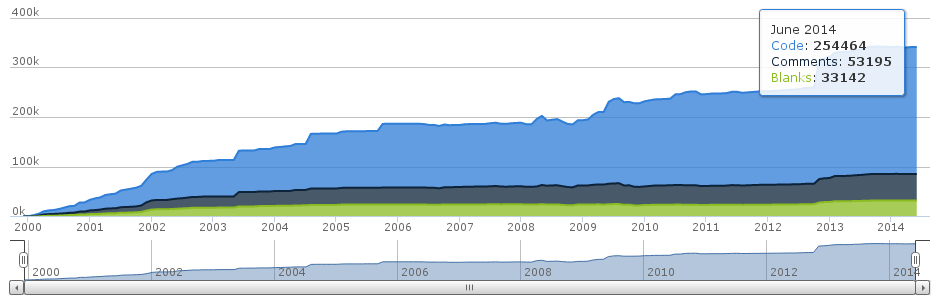 400k
June 2014
Code: 254464
Comments: 53195
Blanks: 33142
300k
200k
100k
0k
2000 2001 2002 2003 2004 2005 2006 2007 2008 2009 2010 2011 2012 2013 2014
2000 2002 2004 2006 2008 2010 2012 2014